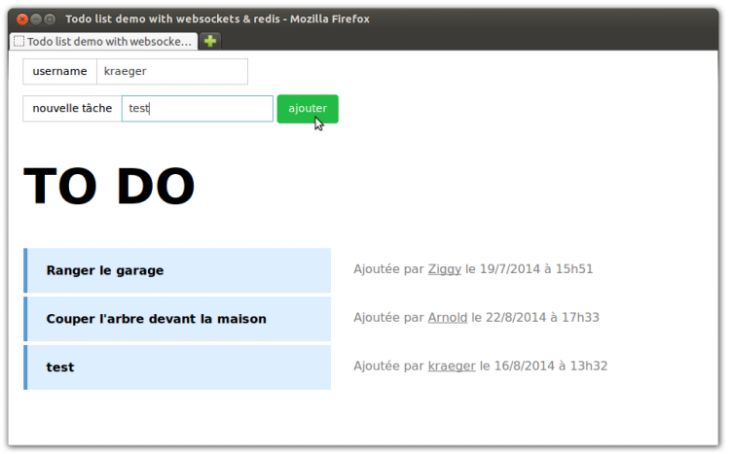 Todo list demo with websockets & redis - Mozilla Firefox
Todo list demo with websocke...
username kraeger
nouvelle tâche test ajouter
TO DO
Ranger le garage Ajoutée par Ziggy le 19/7/2014 à 15h51
Couper l'arbre devant la maison Ajoutée par Arnold le 22/8/2014 à 17h33
test Ajoutée par kraeger le 16/8/2014 à 13h32